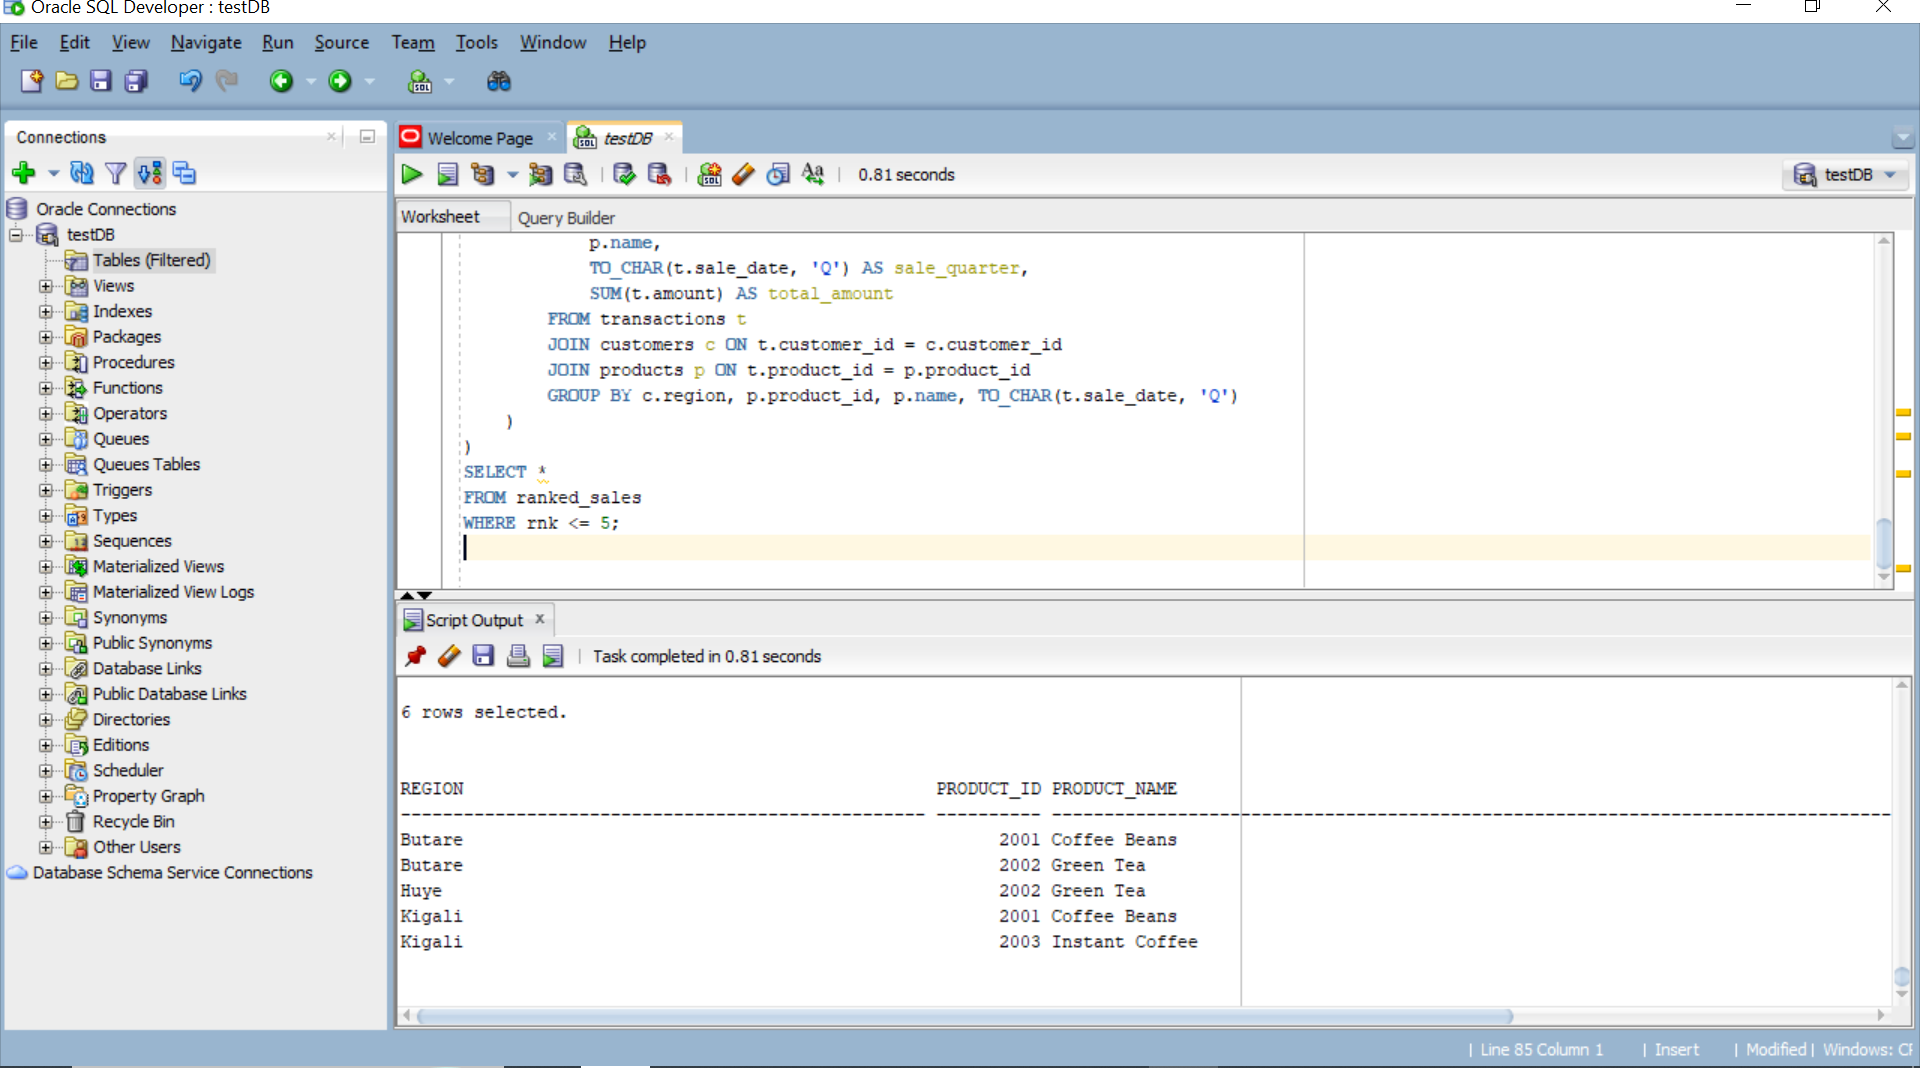 Oracle SQL Developer : testDB
File Edit View Navigate Run Source Team Tools Window Help
Connections
Oracle Connections
testDB
Tables (Filtered)
Views
Indexes
Packages
Procedures
Functions
Operators
Queues
Queues Tables
Triggers
Types
Sequences
Materialized Views
Materialized View Logs
Synonyms
Public Synonyms
Database Links
Public Database Links
Directories
Editions
Scheduler
Property Graph
Recycle Bin
Other Users
Database Schema Service Connections
Welcome Page testDB
0.81 seconds testDB
Worksheet Query Builder
p.name,
TO_CHAR(t.sale_date, 'Q') AS sale_quarter,
SUM(t.amount) AS total_amount
FROM transactions t
JOIN customers c ON t.customer_id = c.customer_id
JOIN products p ON t.product_id = p.product_id
GROUP BY c.region, p.product_id, p.name, TO_CHAR(t.sale_date, 'Q')
)
)
SELECT *
FROM ranked_sales
WHERE rnk <= 5;
Script Output
Task completed in 0.81 seconds
6 rows selected.
REGION PRODUCT_ID PRODUCT_NAME
Butare 2001 Coffee Beans
Butare 2002 Green Tea
Huye 2002 Green Tea
Kigali 2001 Coffee Beans
Kigali 2003 Instant Coffee
| Line 85 Column 1 | Insert | Modified | Windows: